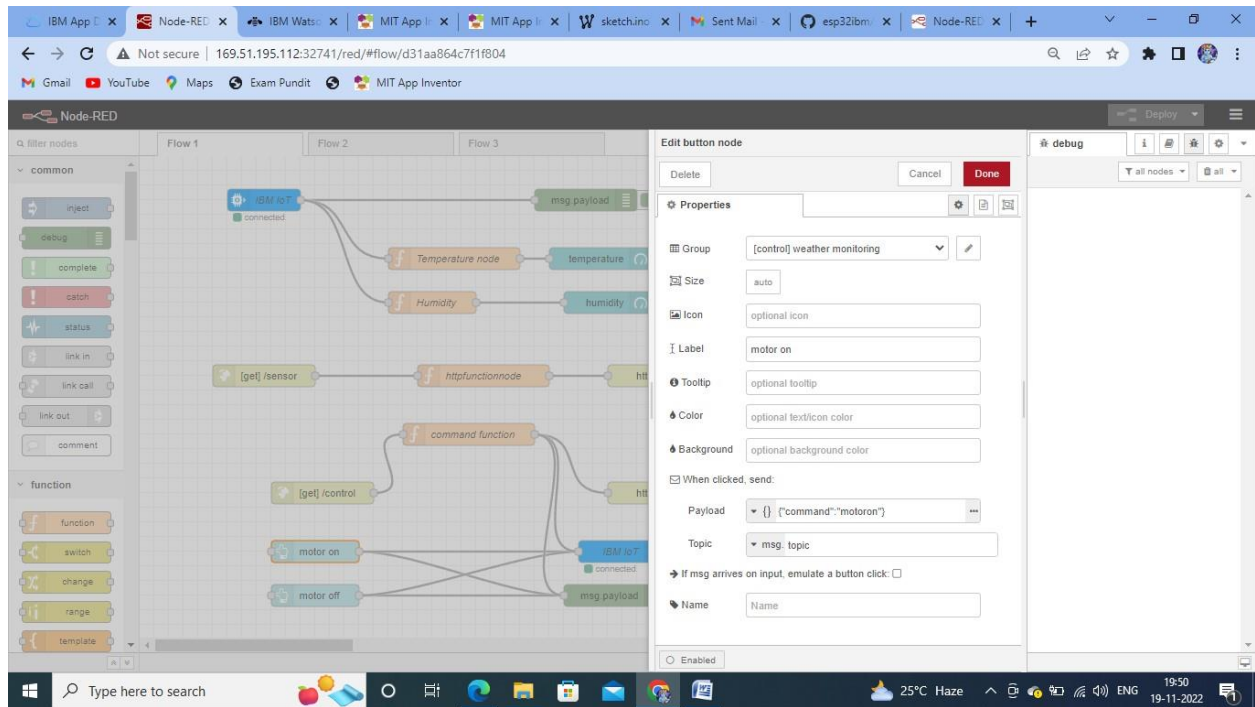 IBM App D
Node-RED
IBM Watso
MIT App In
MIT App In
sketch.ino
Sent Mail -
esp32ibm/
Node-RED
Not secure | 169.51.195.112:32741/red/#flow/d31aa864c7f1f804
Gmail YouTube Maps Exam Pundit MIT App Inventor
Node-RED
Deploy
filter nodes
common
inject
debug
complete
catch
status
link in
link call
link out
comment
function
function
switch
change
range
template
Flow 1 Flow 2 Flow 3
IBM IoT
connected
msg.payload
Temperature node
temperature
Humidity
humidity
[get] /sensor
httpfunctionnode
htt
command function
[get] /control
htt
motor on
IBM IoT
connected
motor off
msg.payload
Edit button node
Delete Cancel Done
Properties
Group [control] weather monitoring
Size auto
Icon optional icon
Label motor on
Tooltip optional tooltip
Color optional text/icon color
Background optional background color
When clicked, send:
Payload {} {"command":"motoron"}
Topic msg. topic
If msg arrives on input, emulate a button click:
Name Name
Enabled
debug
all nodes all
Type here to search
25°C Haze
ENG
19:50
19-11-2022